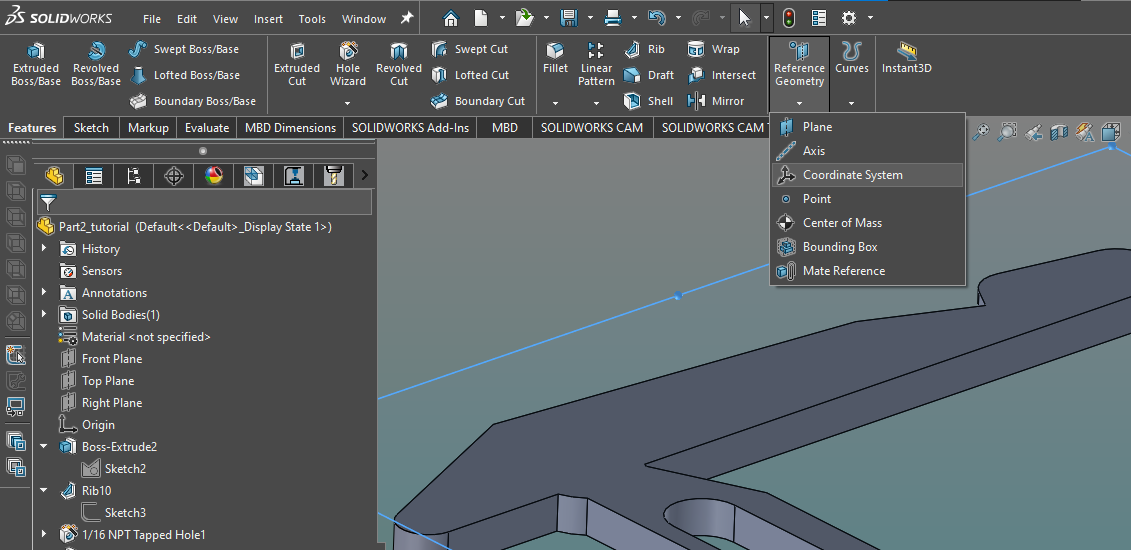 SOLIDWORKS File Edit View Insert Tools Window
Extruded Boss/Base
Revolved Boss/Base
Swept Boss/Base
Lofted Boss/Base
Boundary Boss/Base
Extruded Cut
Hole Wizard
Revolved Cut
Swept Cut
Lofted Cut
Boundary Cut
Fillet
Linear Pattern
Rib
Draft
Shell
Wrap
Intersect
Mirror
Reference Geometry
Curves
Instant3D
Features Sketch Markup Evaluate MBD Dimensions SOLIDWORKS Add-Ins MBD SOLIDWORKS CAM SOLIDWORKS CAM
Plane
Axis
Coordinate System
Point
Center of Mass
Bounding Box
Mate Reference
Part2_tutorial (Default<<Default>_Display State 1>)
History
Sensors
Annotations
Solid Bodies(1)
Material <not specified>
Front Plane
Top Plane
Right Plane
Origin
Boss-Extrude2
Sketch2
Rib10
Sketch3
1/16 NPT Tapped Hole1